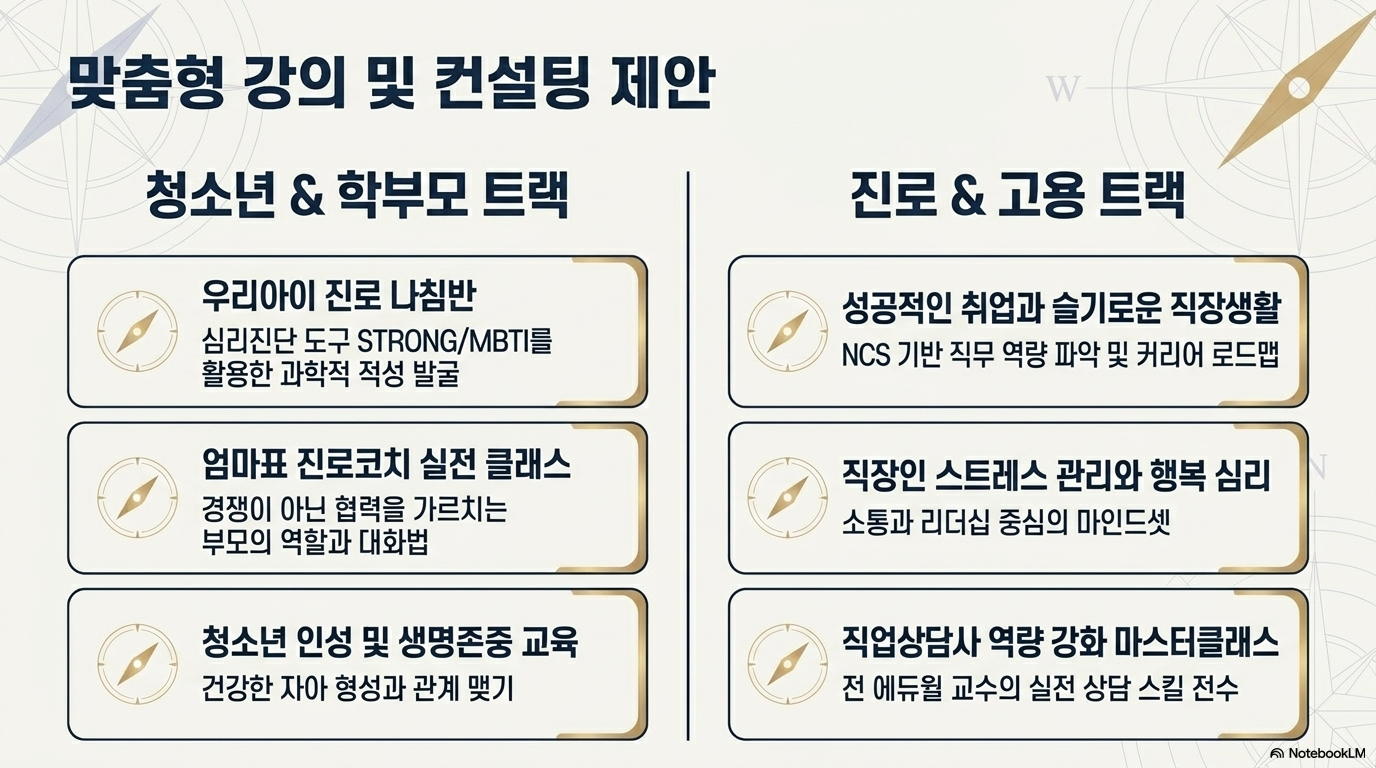 맞춤형 강의 및 컨설팅 제안
W
청소년 & 학부모 트랙
우리아이 진로 나침반
심리진단 도구 STRONG/MBTI를
활용한 과학적 적성 발굴
엄마표 진로코치 실전 클래스
경쟁이 아닌 협력을 가르치는
부모의 역할과 대화법
청소년 인성 및 생명존중 교육
건강한 자아 형성과 관계 맺기
진로 & 고용 트랙
성공적인 취업과 슬기로운 직장생활
NCS 기반 직무 역량 파악 및 커리어 로드맵
직장인 스트레스 관리와 행복 심리
소통과 리더십 중심의 마인드셋
N
직업상담사 역량 강화 마스터클래스
전 에듀윌 교수의 실전 상담 스킬 전수
NotebookLM